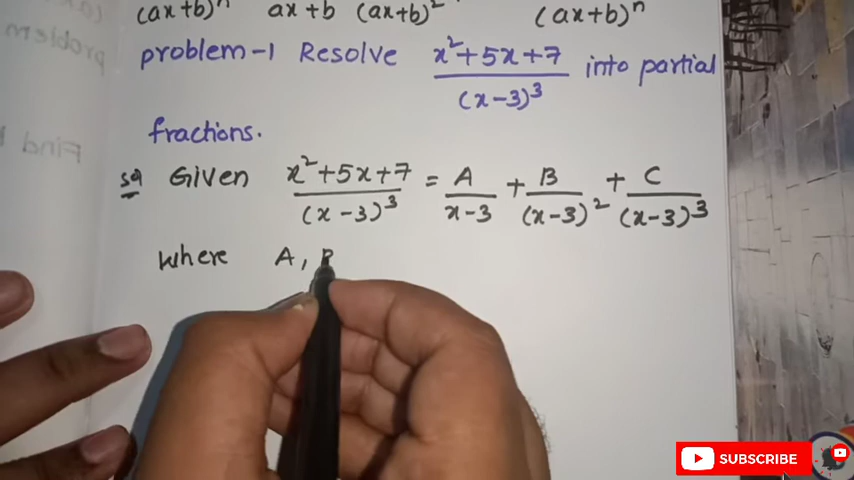 (ax+b)ⁿ ax+b (ax+b)² (ax+b)ⁿ
problem-1 Resolve x²+5x+7/(x-3)³ into partial
fractions.
Given x²+5x+7/(x-3)³ = A/x-3 + B/(x-3)² + C/(x-3)³
where A, B
SUBSCRIBE